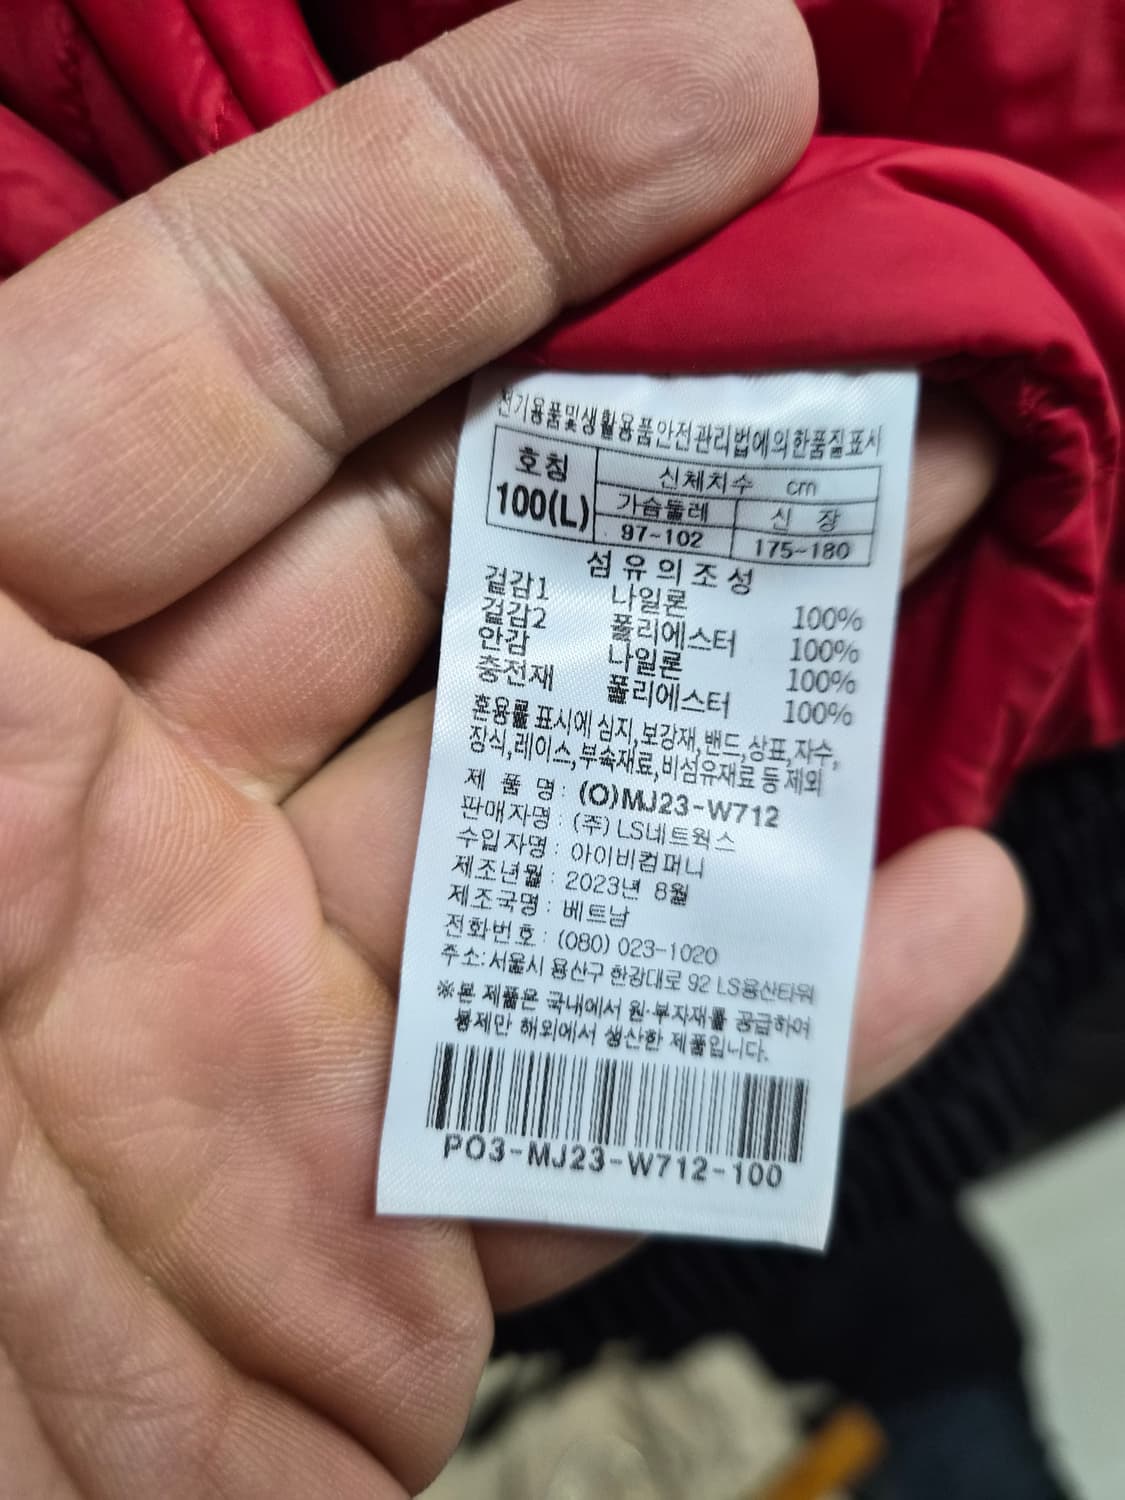 전기용품및생활용품안전관리법에의한품질표시
호칭 신체치수 cm
100(L) 가슴둘레 신 장
97~102 175~180
섬유의조성
겉감1 나일론 100%
겉감2 폴리에스터 100%
안감 나일론 100%
충전재 폴리에스터 100%
혼용률 표시에 심지,보강재,밴드,상표,자수,
장식,레이스,부속재료,비섬유재료 등 제외
제 품 명 : (O)MJ23-W712
판매자명 : (주)LS네트웍스
수입자명 : 아이비컴퍼니
제조년월 : 2023년 8월
제조국명 : 베트남
전화번호 : (080) 023-1020
주소:서울시 용산구 한강대로 92 LS용산타워
※본 제품은 국내에서 원·부자재를 공급하여
봉제만 해외에서 생산한 제품입니다.
PO3-MJ23-W712-100